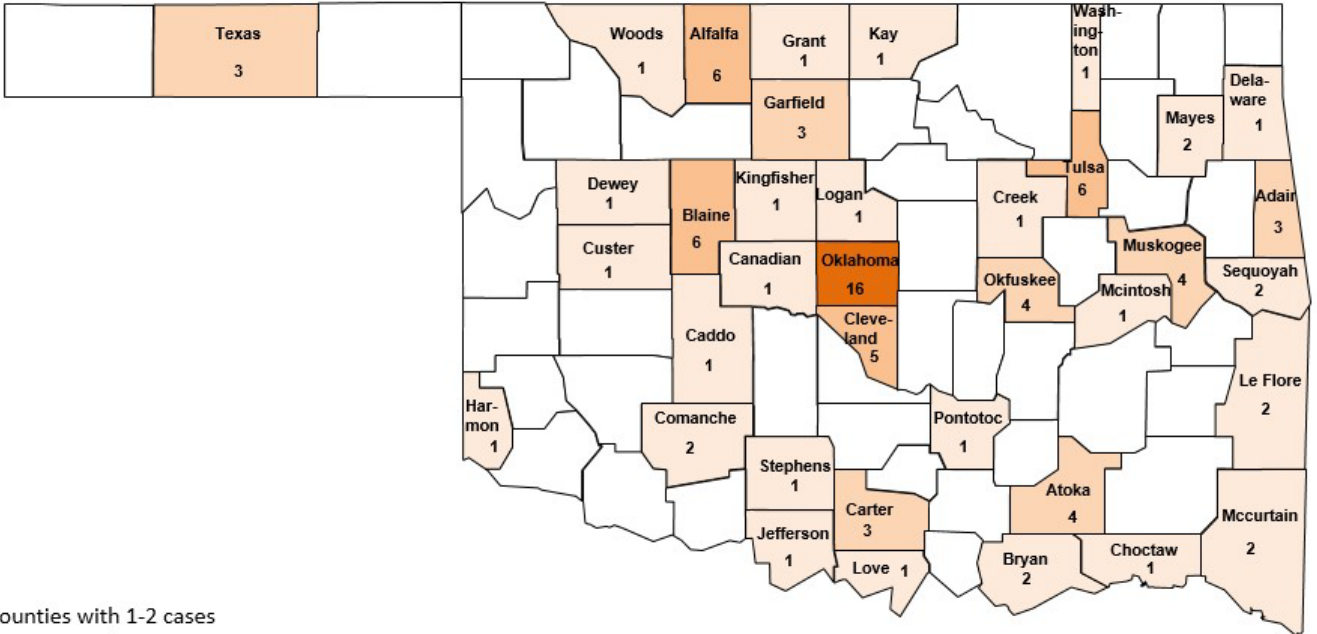 Texas
3
Woods
1
Alfalfa
6
Grant
1
Kay
1
Wash-
ing-
ton
1
Garfield
3
Mayes
2
Dela-
ware
1
Dewey
1
Blaine
6
Kingfisher
1
Logan
1
Creek
1
Tulsa
6
Adair
3
Custer
1
Canadian
1
Oklahoma
16
Okfuskee
4
Muskogee
4
Mcintosh
1
Sequoyah
2
Caddo
1
Cleve-
land
5
Le Flore
2
Har-
mon
1
Comanche
2
Pontotoc
1
Stephens
1
Carter
3
Atoka
4
Mccurtain
2
Jefferson
1
Love 1
Bryan
2
Choctaw
1
ounties with 1-2 cases